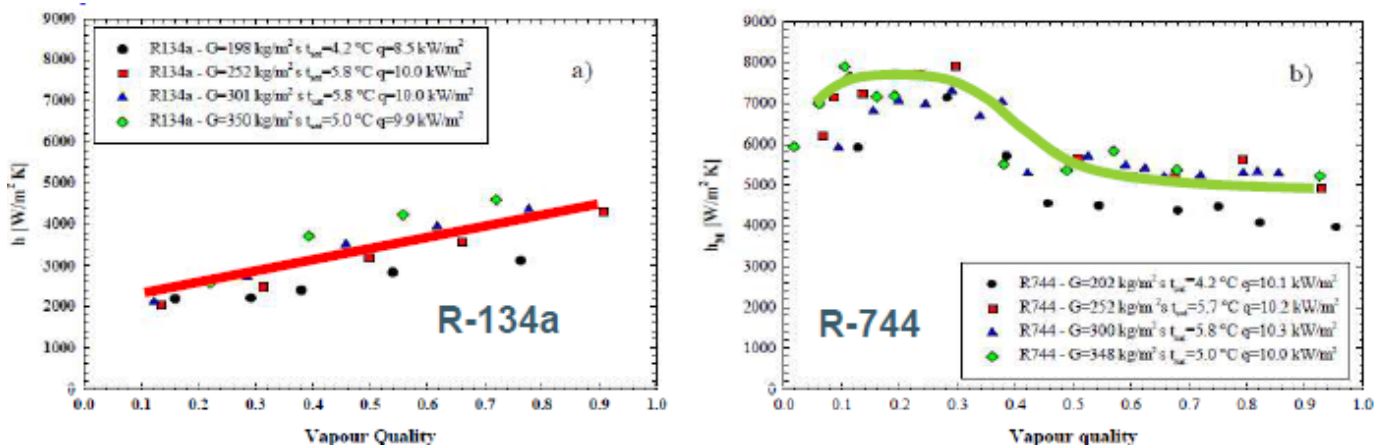 R134a - G=198 kg/m²s tₛₐₜ=4.2 °C q=8.5 kW/m²
R134a - G=252 kg/m²s tₛₐₜ=5.8 °C q=10.0 kW/m²
R134a - G=301 kg/m²s tₛₐₜ=5.8 °C q=10.0 kW/m²
R134a - G=350 kg/m²s tₛₐₜ=5.0 °C q=9.9 kW/m²
a)
9000
8000
7000
6000
5000
4000
3000
2000
1000
0
h [W/m² K]
R-134a
0.0 0.1 0.2 0.3 0.4 0.5 0.6 0.7 0.8 0.9 1.0
Vapour Quality
b)
9000
8000
7000
6000
5000
4000
3000
2000
1000
0
h_M [W/m² K]
R-744
R744 - G=202 kg/m²s tₛₐₜ=4.2 °C q=10.1 kW/m²
R744 - G=252 kg/m²s tₛₐₜ=5.7 °C q=10.2 kW/m²
R744 - G=300 kg/m²s tₛₐₜ=5.8 °C q=10.3 kW/m²
R744 - G=348 kg/m²s tₛₐₜ=5.0 °C q=10.0 kW/m²
0.0 0.1 0.2 0.3 0.4 0.5 0.6 0.7 0.8 0.9 1.0
Vapour quality